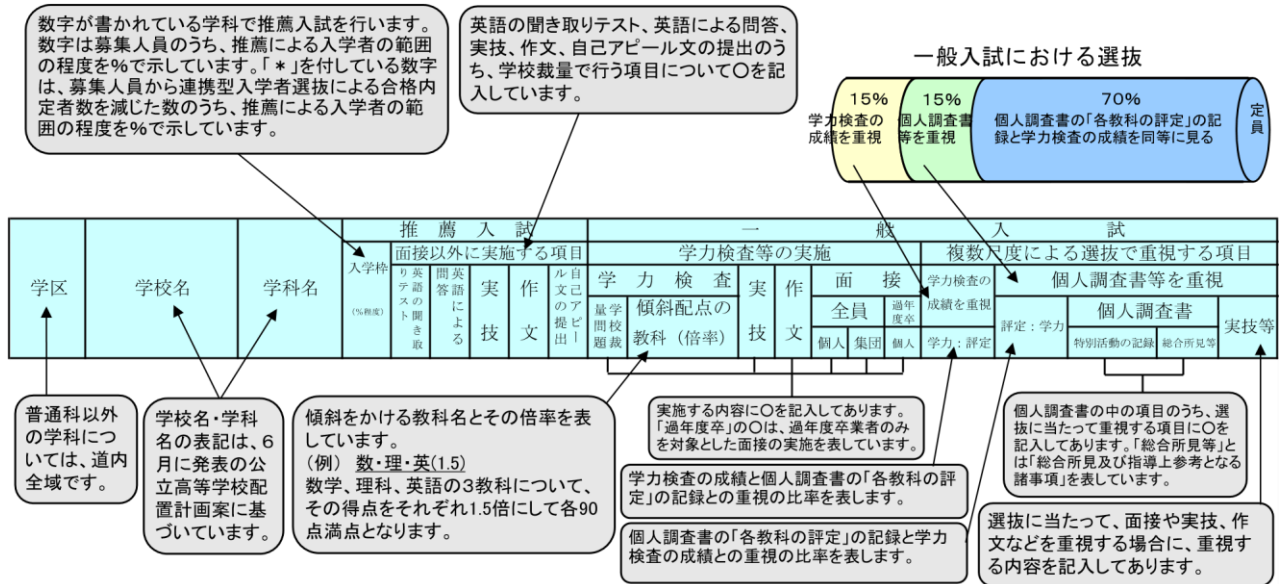 数字が書かれている学科で推薦入試を行います。
数字は募集人員のうち、推薦による入学者の範囲
の程度を%で示しています。「*」を付している数字
は、募集人員から連携型入学者選抜による合格内
定者数を減じた数のうち、推薦による入学者の範
囲の程度を%で示しています。
英語の聞き取りテスト、英語による問答、
実技、作文、自己アピール文の提出のう
ち、学校裁量で行う項目について〇を記
入しています。
一般入試における選抜
15%
学力検査の
成績を重視
15%
個人調査書
等を重視
70%
個人調査書の「各教科の評定」の記
録と学力検査の成績を同等に見る
定員
学区
学校名
学科名
推薦入試
入学枠
(%程度)
面接以外に実施する項目
英語の聞き取
りテスト
英語による
問答
実技
作文
自己アピー
ル文の提出
一般入試
学力検査等の実施
学力検査
学校裁
量問題
傾斜配点の
教科(倍率)
実技
作文
面接
全員
個人
集団
過年
度卒
個人
複数尺度による選抜で重視する項目
学力検査の
成績を重視
学力:評定
個人調査書等を重視
評定:学力
個人調査書
特別活動の記録
総合所見等
実技等
普通科以外
の学科につ
いては、道内
全域です。
学校名・学科
名の表記は、6
月に発表の公
立高等学校配
置計画案に基
づいています。
傾斜をかける教科名とその倍率を表
しています。
(例) 数・理・英(1.5)
数学、理科、英語の3教科について、
その得点をそれぞれ1.5倍にして各90
点満点となります。
実施する内容に〇を記入してあります。
「過年度卒」の〇は、過年度卒業者のみ
を対象とした面接の実施を表しています。
学力検査の成績と個人調査書の「各教科の評
定」の記録との重視の比率を表します。
個人調査書の「各教科の評定」の記録と学力
検査の成績との重視の比率を表します。
個人調査書の中の項目のうち、選
抜に当たって重視する項目に〇を
記入してあります。「総合所見等」と
は「総合所見及び指導上参考となる
諸事項」を表しています。
選抜に当たって、面接や実技、作
文などを重視する場合に、重視す
る内容を記入してあります。